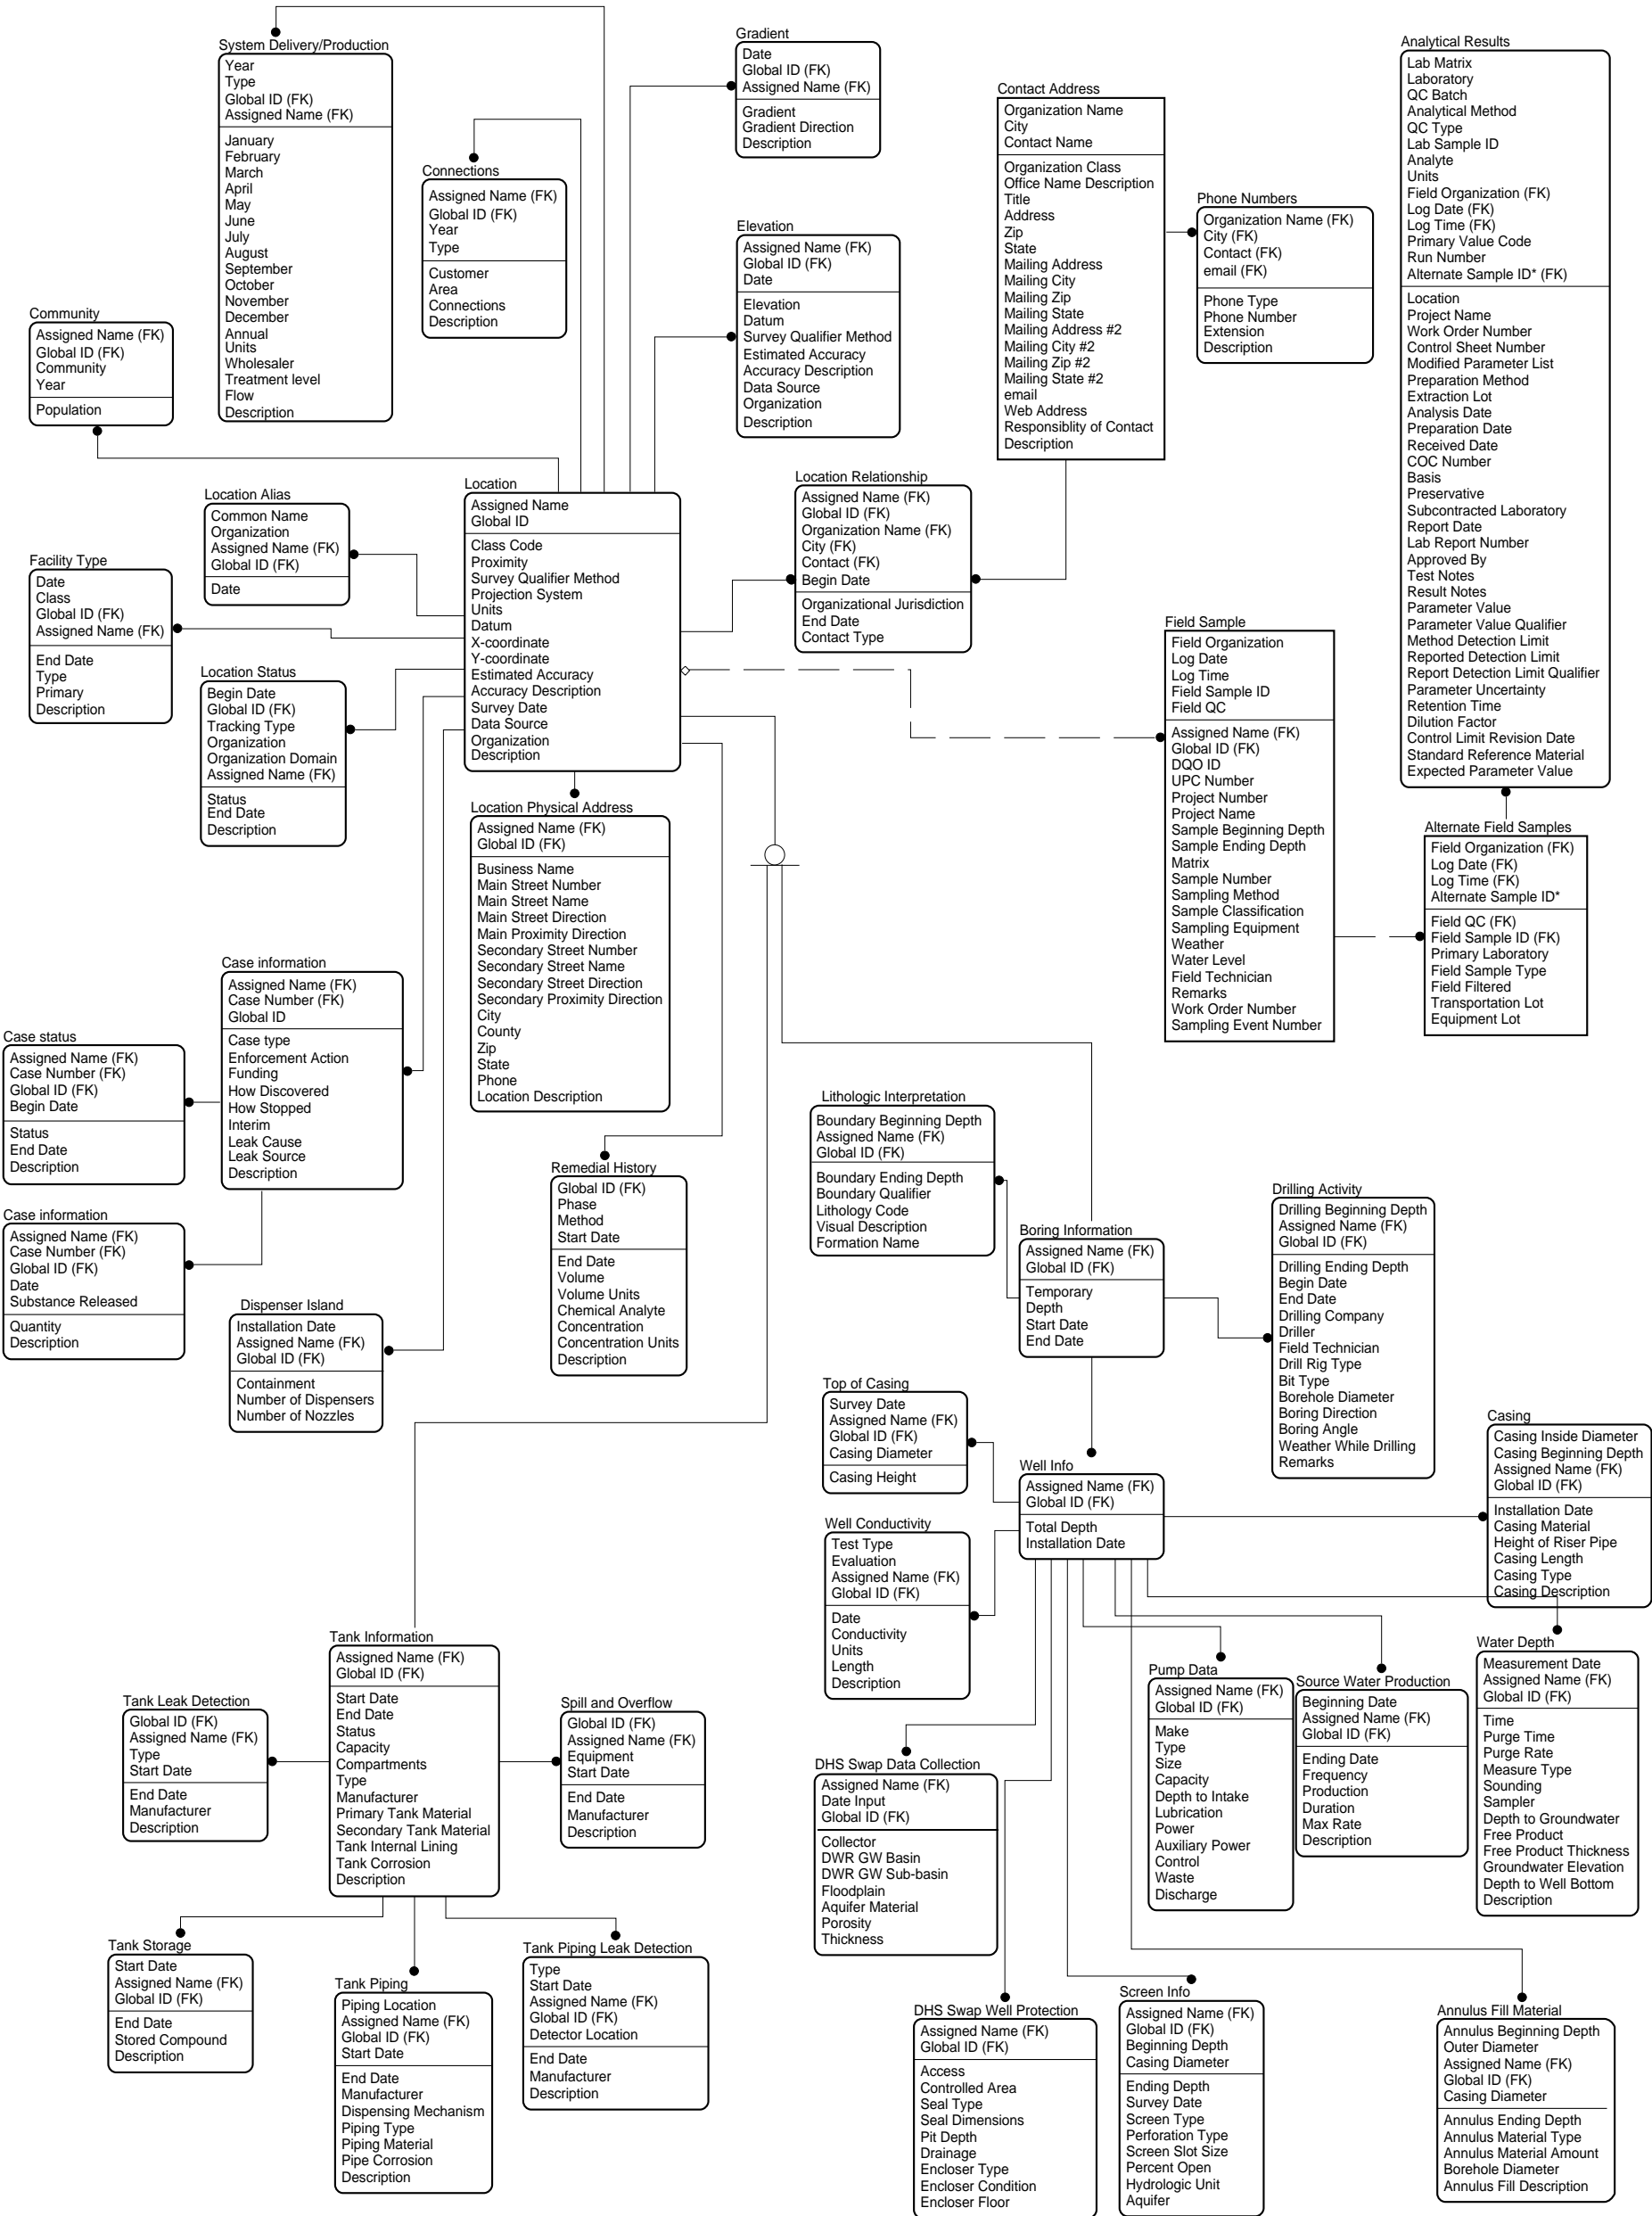 System Delivery/Production
Year
Type
Global ID (FK)
Assigned Name (FK)
January
February
March
April
May
June
July
August
September
October
November
December
Annual
Units
Wholesaler
Treatment level
Flow
Description
Gradient
Date
Global ID (FK)
Assigned Name (FK)
Gradient
Gradient Direction
Description
Connections
Assigned Name (FK)
Global ID (FK)
Year
Type
Customer
Area
Connections
Description
Elevation
Assigned Name (FK)
Global ID (FK)
Date
Elevation
Datum
Survey Qualifier Method
Estimated Accuracy
Accuracy Description
Data Source
Organization
Description
Contact Address
Organization Name
City
Contact Name
Organization Class
Office Name Description
Title
Address
Zip
State
Mailing Address
Mailing City
Mailing Zip
Mailing State
Mailing Address #2
Mailing City #2
Mailing Zip #2
Mailing State #2
email
Web Address
Responsiblity of Contact
Description
Phone Numbers
Organization Name (FK)
City (FK)
Contact (FK)
email (FK)
Phone Type
Phone Number
Extension
Description
Analytical Results
Lab Matrix
Laboratory
QC Batch
Analytical Method
QC Type
Lab Sample ID
Analyte
Units
Field Organization (FK)
Log Date (FK)
Log Time (FK)
Primary Value Code
Run Number
Alternate Sample ID* (FK)
Location
Project Name
Work Order Number
Control Sheet Number
Modified Parameter List
Preparation Method
Extraction Lot
Analysis Date
Preparation Date
Received Date
COC Number
Basis
Preservative
Subcontracted Laboratory
Report Date
Lab Report Number
Approved By
Test Notes
Result Notes
Parameter Value
Parameter Value Qualifier
Method Detection Limit
Reported Detection Limit
Report Detection Limit Qualifier
Parameter Uncertainty
Retention Time
Dilution Factor
Control Limit Revision Date
Standard Reference Material
Expected Parameter Value
Community
Assigned Name (FK)
Global ID (FK)
Community
Year
Population
Location Alias
Common Name
Organization
Assigned Name (FK)
Global ID (FK)
Date
Facility Type
Date
Class
Global ID (FK)
Assigned Name (FK)
End Date
Type
Primary
Description
Location Status
Begin Date
Global ID (FK)
Tracking Type
Organization
Organization Domain
Assigned Name (FK)
Status
End Date
Description
Location
Assigned Name
Global ID
Class Code
Proximity
Survey Qualifier Method
Projection System
Units
Datum
X-coordinate
Y-coordinate
Estimated Accuracy
Accuracy Description
Survey Date
Data Source
Organization
Description
Location Relationship
Assigned Name (FK)
Global ID (FK)
Organization Name (FK)
City (FK)
Contact (FK)
Begin Date
Organizational Jurisdiction
End Date
Contact Type
Field Sample
Field Organization
Log Date
Log Time
Field Sample ID
Field QC
Assigned Name (FK)
Global ID (FK)
DQO ID
UPC Number
Project Number
Project Name
Sample Beginning Depth
Sample Ending Depth
Matrix
Sample Number
Sampling Method
Sample Classification
Sampling Equipment
Weather
Water Level
Field Technician
Remarks
Work Order Number
Sampling Event Number
Alternate Field Samples
Field Organization (FK)
Log Date (FK)
Log Time (FK)
Alternate Sample ID*
Field QC (FK)
Field Sample ID (FK)
Primary Laboratory
Field Sample Type
Field Filtered
Transportation Lot
Equipment Lot
Location Physical Address
Assigned Name (FK)
Global ID (FK)
Business Name
Main Street Number
Main Street Name
Main Street Direction
Main Proximity Direction
Secondary Street Number
Secondary Street Name
Secondary Street Direction
Secondary Proximity Direction
City
County
Zip
State
Phone
Location Description
Case information
Assigned Name (FK)
Case Number (FK)
Global ID
Case type
Enforcement Action
Funding
How Discovered
How Stopped
Interim
Leak Cause
Leak Source
Description
Case status
Assigned Name (FK)
Case Number (FK)
Global ID (FK)
Begin Date
Status
End Date
Description
Case information
Assigned Name (FK)
Case Number (FK)
Global ID (FK)
Date
Substance Released
Quantity
Description
Dispenser Island
Installation Date
Assigned Name (FK)
Global ID (FK)
Containment
Number of Dispensers
Number of Nozzles
Remedial History
Global ID (FK)
Phase
Method
Start Date
End Date
Volume
Volume Units
Chemical Analyte
Concentration
Concentration Units
Description
Lithologic Interpretation
Boundary Beginning Depth
Assigned Name (FK)
Global ID (FK)
Boundary Ending Depth
Boundary Qualifier
Lithology Code
Visual Description
Formation Name
Boring Information
Assigned Name (FK)
Global ID (FK)
Temporary
Depth
Start Date
End Date
Drilling Activity
Drilling Beginning Depth
Assigned Name (FK)
Global ID (FK)
Drilling Ending Depth
Begin Date
End Date
Drilling Company
Driller
Field Technician
Drill Rig Type
Bit Type
Borehole Diameter
Boring Direction
Boring Angle
Weather While Drilling
Remarks
Top of Casing
Survey Date
Assigned Name (FK)
Global ID (FK)
Casing Diameter
Casing Height
Well Info
Assigned Name (FK)
Global ID (FK)
Total Depth
Installation Date
Casing
Casing Inside Diameter
Casing Beginning Depth
Assigned Name (FK)
Global ID (FK)
Installation Date
Casing Material
Height of Riser Pipe
Casing Length
Casing Type
Casing Description
Well Conductivity
Test Type
Evaluation
Assigned Name (FK)
Global ID (FK)
Date
Conductivity
Units
Length
Description
Tank Information
Assigned Name (FK)
Global ID (FK)
Start Date
End Date
Status
Capacity
Compartments
Type
Manufacturer
Primary Tank Material
Secondary Tank Material
Tank Internal Lining
Tank Corrosion
Description
Tank Leak Detection
Global ID (FK)
Assigned Name (FK)
Type
Start Date
End Date
Manufacturer
Description
Spill and Overflow
Global ID (FK)
Assigned Name (FK)
Equipment
Start Date
End Date
Manufacturer
Description
Pump Data
Assigned Name (FK)
Global ID (FK)
Make
Type
Size
Capacity
Depth to Intake
Lubrication
Power
Auxiliary Power
Control
Waste
Discharge
Source Water Production
Beginning Date
Assigned Name (FK)
Global ID (FK)
Ending Date
Frequency
Production
Duration
Max Rate
Description
Water Depth
Measurement Date
Assigned Name (FK)
Global ID (FK)
Time
Purge Time
Purge Rate
Measure Type
Sounding
Sampler
Depth to Groundwater
Free Product
Free Product Thickness
Groundwater Elevation
Depth to Well Bottom
Description
DHS Swap Data Collection
Assigned Name (FK)
Date Input
Global ID (FK)
Collector
DWR GW Basin
DWR GW Sub-basin
Floodplain
Aquifer Material
Porosity
Thickness
Tank Storage
Start Date
Assigned Name (FK)
Global ID (FK)
End Date
Stored Compound
Description
Tank Piping
Piping Location
Assigned Name (FK)
Global ID (FK)
Start Date
End Date
Manufacturer
Dispensing Mechanism
Piping Type
Piping Material
Pipe Corrosion
Description
Tank Piping Leak Detection
Type
Start Date
Assigned Name (FK)
Global ID (FK)
Detector Location
End Date
Manufacturer
Description
DHS Swap Well Protection
Assigned Name (FK)
Global ID (FK)
Access
Controlled Area
Seal Type
Seal Dimensions
Pit Depth
Drainage
Encloser Type
Encloser Condition
Encloser Floor
Screen Info
Assigned Name (FK)
Global ID (FK)
Beginning Depth
Casing Diameter
Ending Depth
Survey Date
Screen Type
Perforation Type
Screen Slot Size
Percent Open
Hydrologic Unit
Aquifer
Annulus Fill Material
Annulus Beginning Depth
Outer Diameter
Assigned Name (FK)
Global ID (FK)
Casing Diameter
Annulus Ending Depth
Annulus Material Type
Annulus Material Amount
Borehole Diameter
Annulus Fill Description